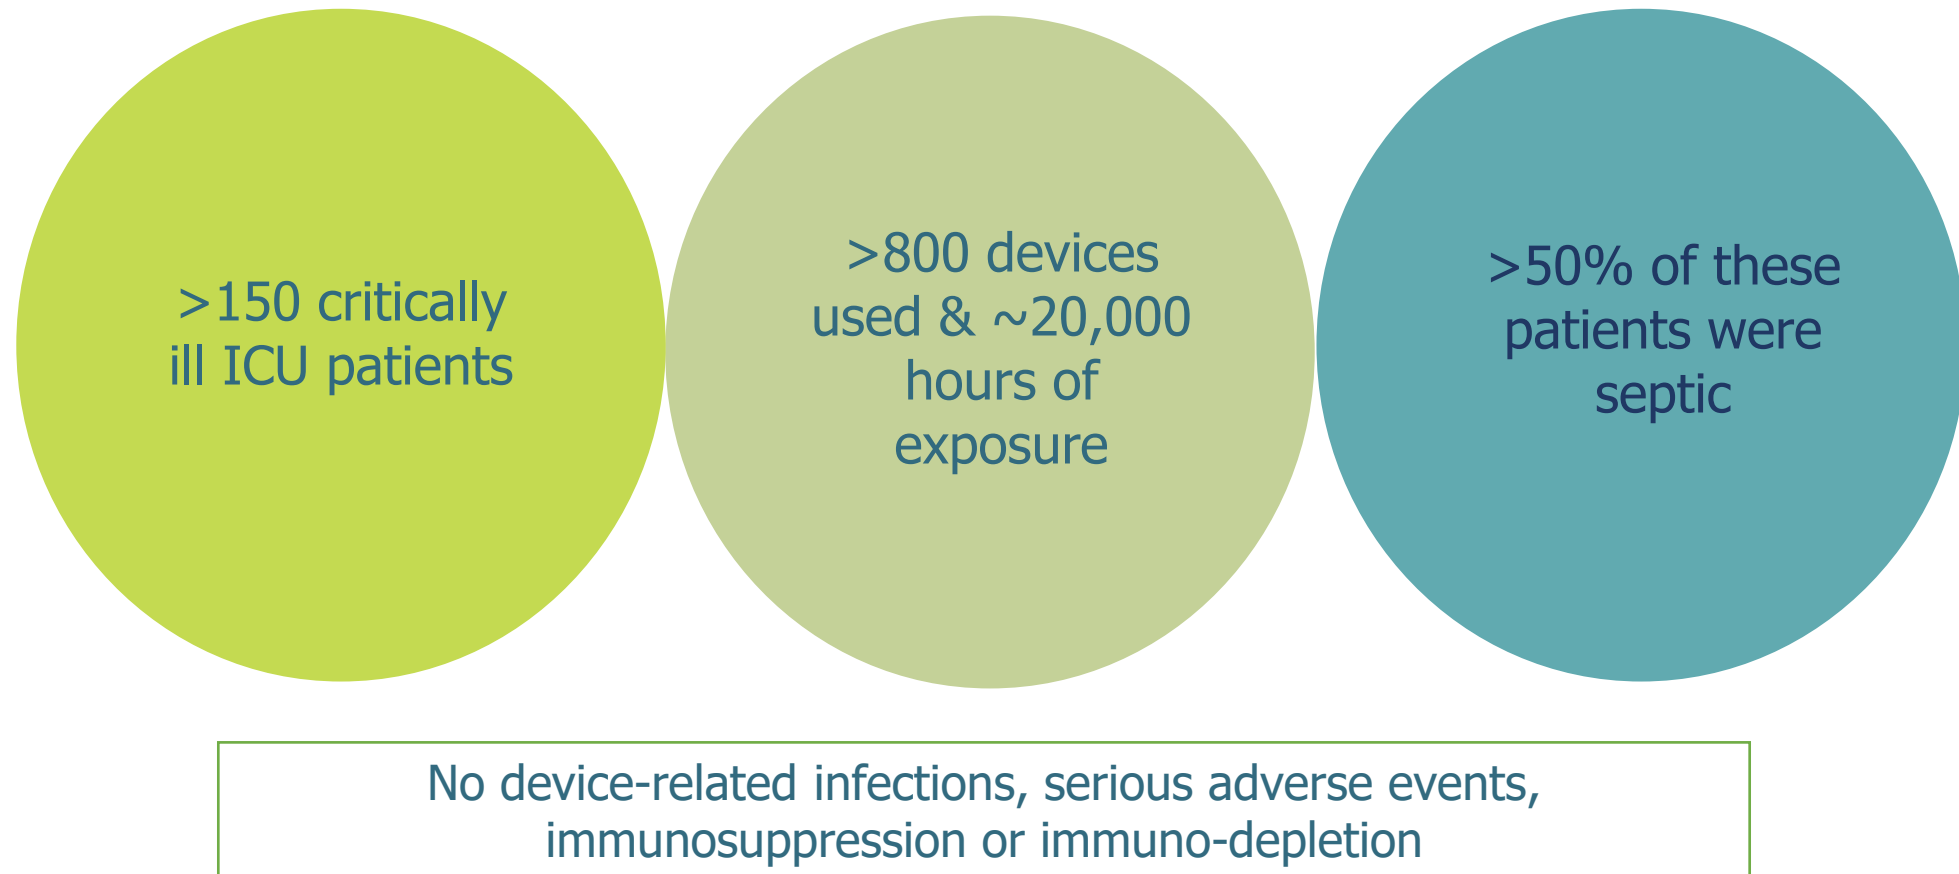 >150 critically
ill ICU patients
>800 devices
used & ~20,000
hours of
exposure
>50% of these
patients were
septic
No device-related infections, serious adverse events,
immunosuppression or immuno-depletion